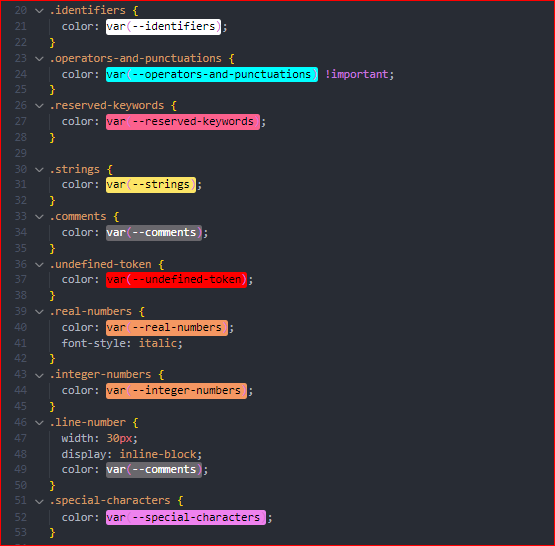 20 .identifiers {
21 color: var(--identifiers);
22 }
23 .operators-and-punctuations {
24 color: var(--operators-and-punctuations) !important;
25 }
26 .reserved-keywords {
27 color: var(--reserved-keywords);
28 }
29
30 .strings {
31 color: var(--strings);
32 }
33 .comments {
34 color: var(--comments);
35 }
36 .undefined-token {
37 color: var(--undefined-token);
38 }
39 .real-numbers {
40 color: var(--real-numbers);
41 font-style: italic;
42 }
43 .integer-numbers {
44 color: var(--integer-numbers);
45 }
46 .line-number {
47 width: 30px;
48 display: inline-block;
49 color: var(--comments);
50 }
51 .special-characters {
52 color: var(--special-characters);
53 }